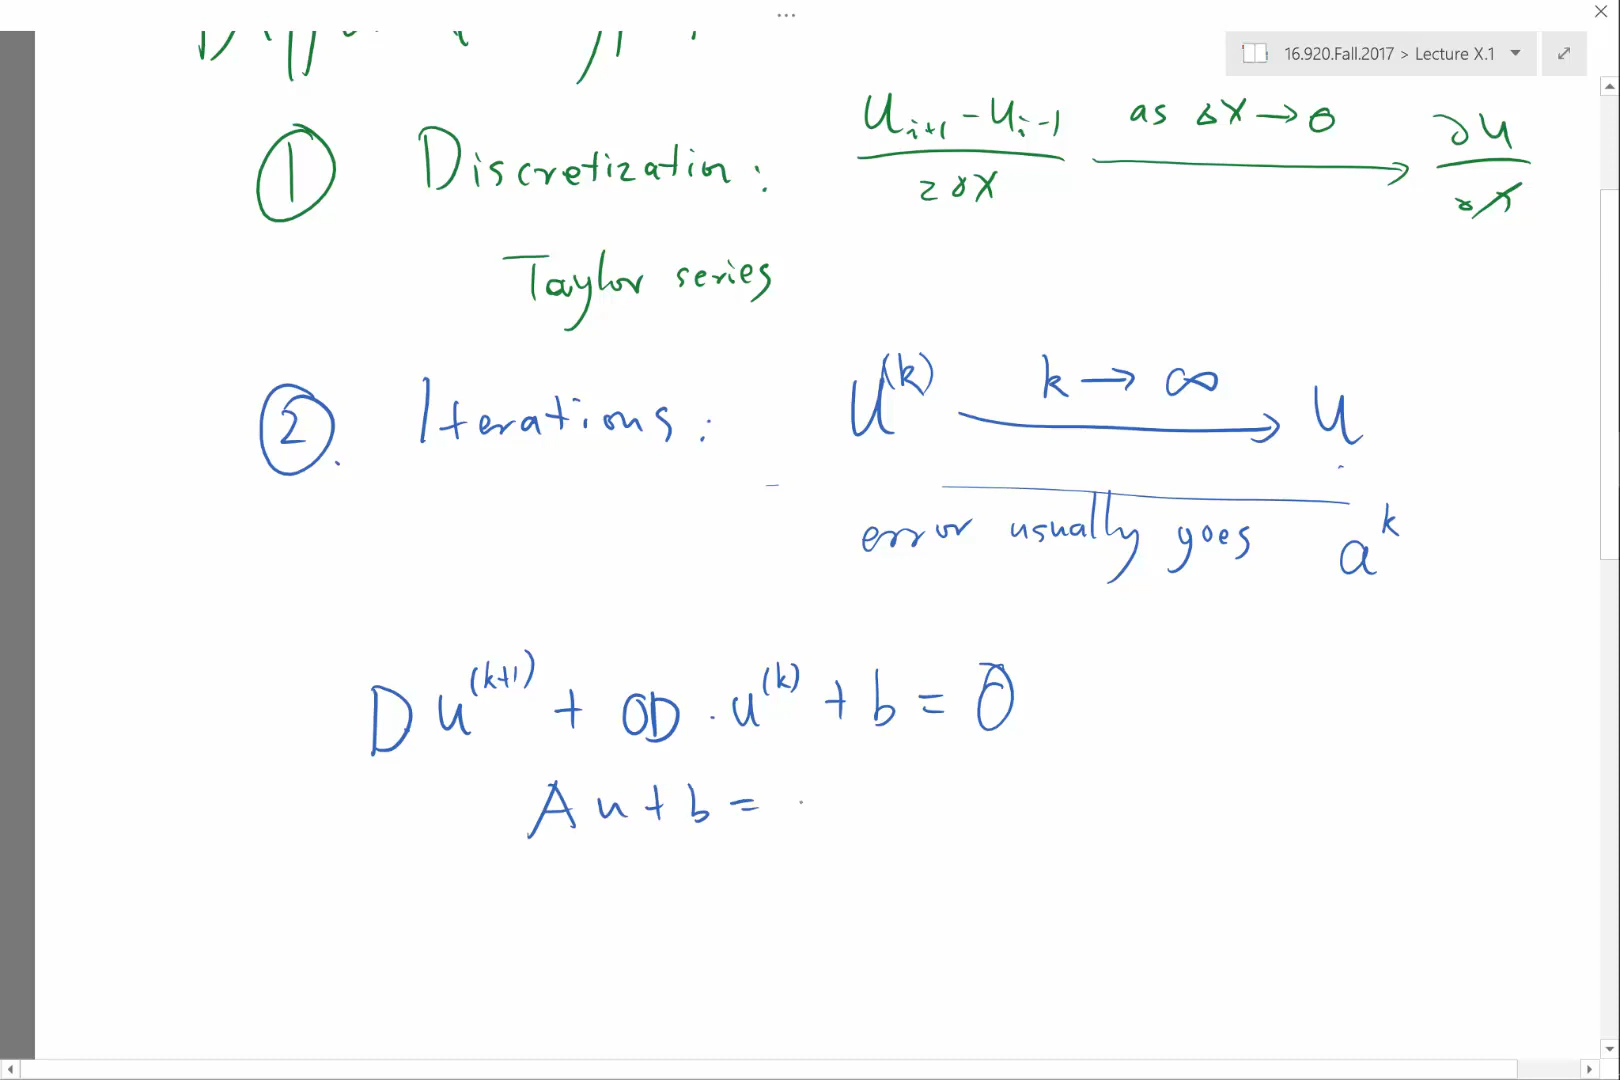 16.920.Fall.2017 > Lecture X.1
① Discretization: (U_{i+1} - U_{i-1}) / 2ΔX as ΔX → 0 ∂u/∂x
Taylor series
②. Iterations: U^{(k)} k → ∞ u
error usually goes a^k
D u^{(k+1)} + OD · u^{(k)} + b = 0
A u + b =